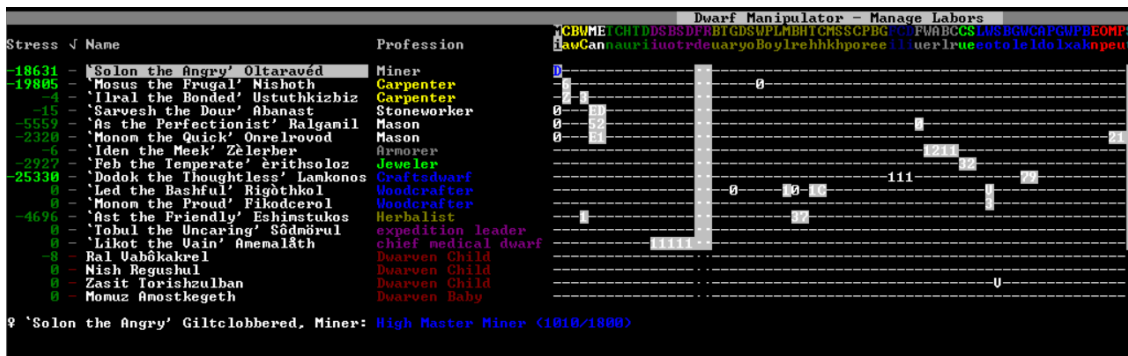 Dwarf Manipulator - Manage Labors
Stress √ Name Profession
-18631 - `Solon the Angry' Oltaravéd Miner
-19805 - `Mosus the Frugal' Nishoth Carpenter
-4 - `Ilral the Bonded' Ustuthkizbiz Carpenter
-15 - `Sarvesh the Dour' Abanast Stoneworker
-5559 - `As the Perfectionist' Ralgamil Mason
-2320 - `Monom the Quick' Onrelrovod Mason
-6 - `Iden the Meek' Zèlerber Armorer
-2927 - `Feb the Temperate' èrithsoloz Jeweler
-25330 - `Dodok the Thoughtless' Lamkonos Craftsdwarf
0 - `Led the Bashful' Rigòthkol Woodcrafter
0 - `Monom the Proud' Fikodcerol Woodcrafter
-4696 - `Ast the Friendly' Eshimstukos Herbalist
0 - `Tobul the Uncaring' Sôdmörul expedition leader
0 - `Likot the Vain' Amemalåth chief medical dwarf
-8 - Ral Vabôkakrel Dwarven Child
0 - Nish Regushul Dwarven Child
0 - Zasit Torishzulban Dwarven Child
0 - Momuz Amostkegeth Dwarven Baby
♀ `Solon the Angry' Giltclobbered, Miner: High Master Miner (1010/1800)